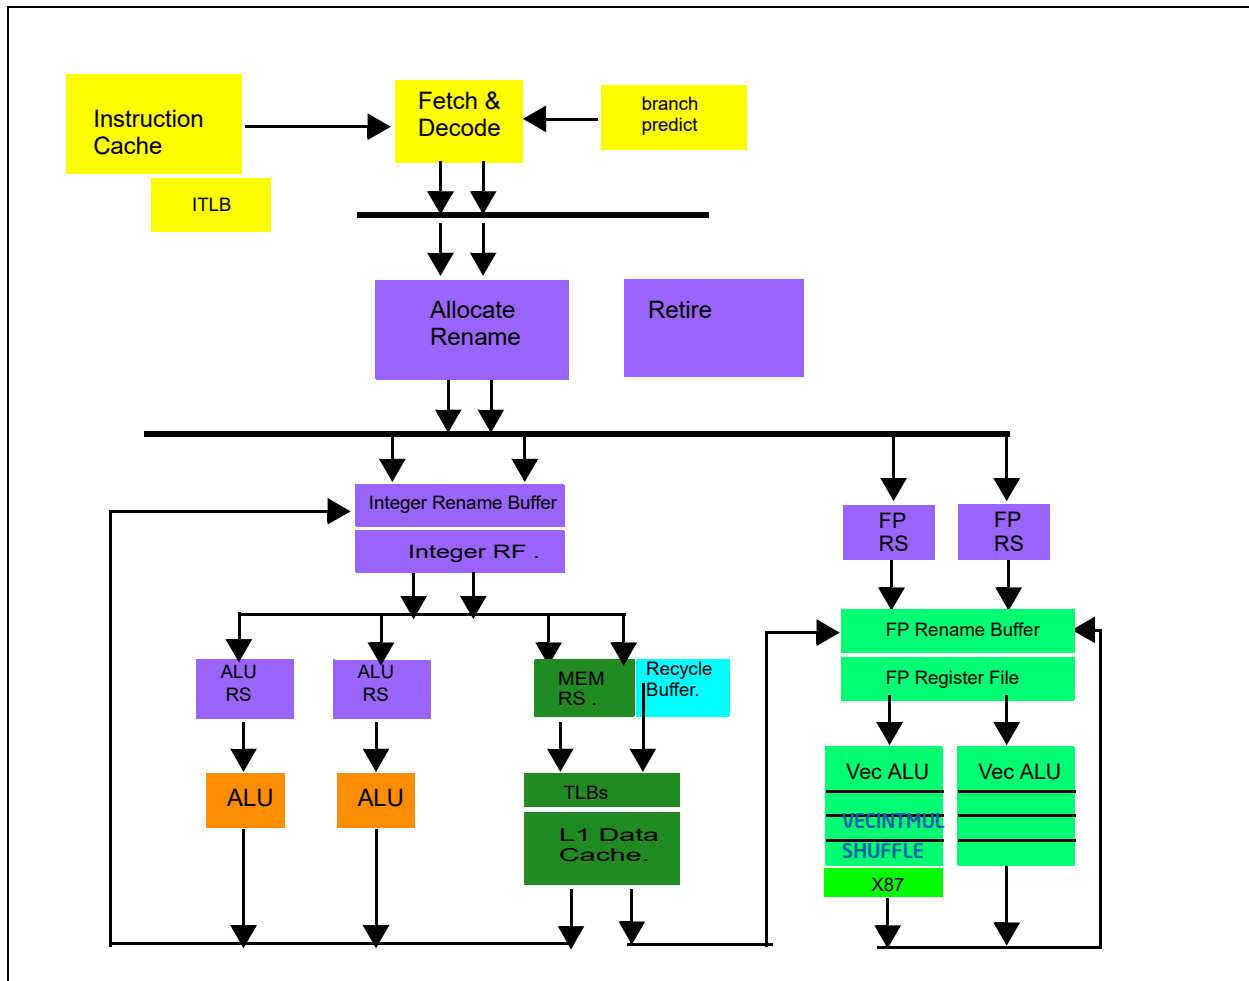 Instruction
Cache
Fetch &
Decode
branch
predict
ITLB
Allocate
Rename
Retire
Integer Rename Buffer
Integer RF .
FP
RS
FP
RS
ALU
RS
ALU
RS
MEM
RS .
Recycle
Buffer.
FP Rename Buffer
FP Register File
ALU
ALU
TLBs
L1 Data
Cache.
Vec ALU
VECINTMUL
SHUFFLE
X87
Vec ALU